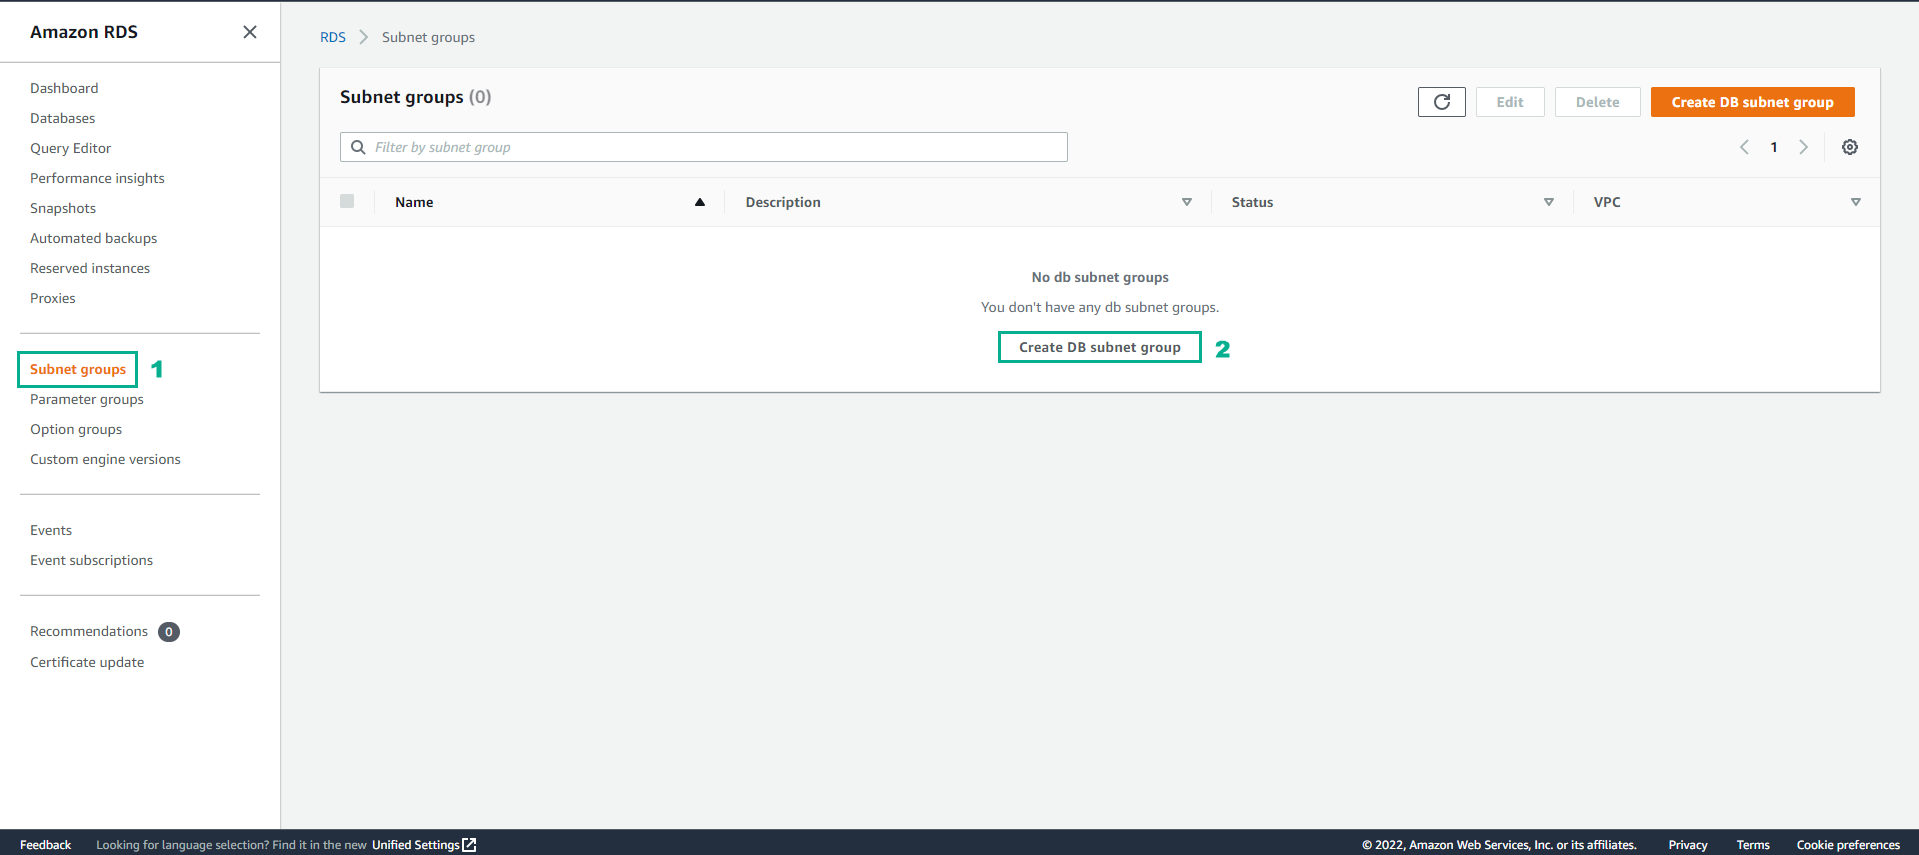 Amazon RDS
Dashboard
Databases
Query Editor
Performance insights
Snapshots
Automated backups
Reserved instances
Proxies
Subnet groups 1
Parameter groups
Option groups
Custom engine versions
Events
Event subscriptions
Recommendations 0
Certificate update
RDS Subnet groups
Subnet groups (0)
Edit Delete Create DB subnet group
Filter by subnet group
1
Name Description Status VPC
No db subnet groups
You don't have any db subnet groups.
Create DB subnet group 2
Feedback Looking for language selection? Find it in the new Unified Settings © 2022, Amazon Web Services, Inc. or its affiliates. Privacy Terms Cookie preferences